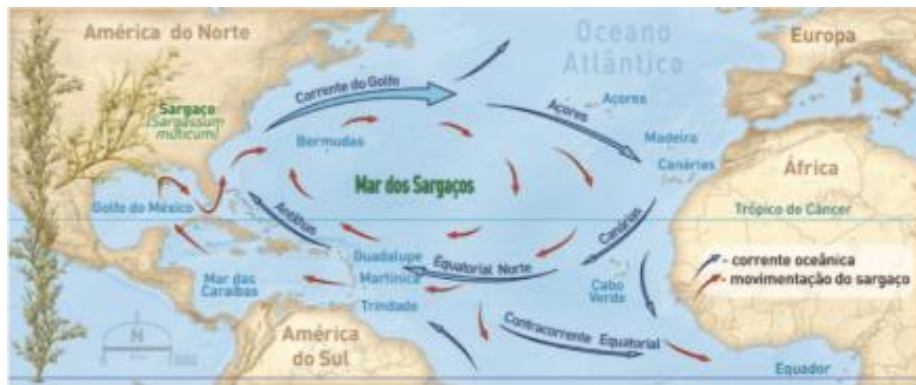 América do Norte
Oceano
Atlântico
Europa
Sargaço
(Sargassum
muticum)
Corrente do Golfo
Açores
Açores
Bermudas
Madeira
Canárias
África
Mar dos Sargaços
Golfo do México
Antilhas
Canárias
Trópico de Câncer
Guadalupe
Equatorial Norte
- corrente oceânica
- movimentação do sargaço
Mar das
Caraíbas
Martinica
Cabo
Verde
Trindade
Contracorrente Equatorial
N
América
do Sul
Equador